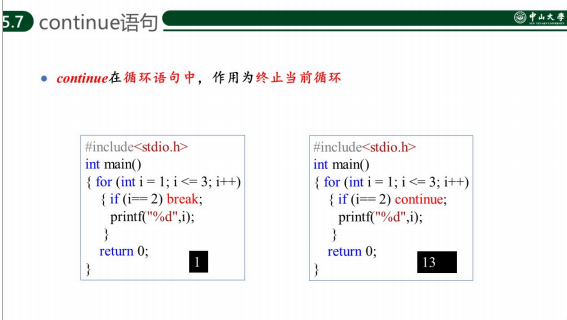 5.7 continue语句
中山大學
• continue在循环语句中，作用为终止当前循环
#include<stdio.h>
int main()
{ for (int i = 1; i <= 3; i++)
{ if (i== 2) break;
printf("%d",i);
}
return 0;
}
1
#include<stdio.h>
int main()
{ for (int i = 1; i <= 3; i++)
{ if (i== 2) continue;
printf("%d",i);
}
return 0;
}
13